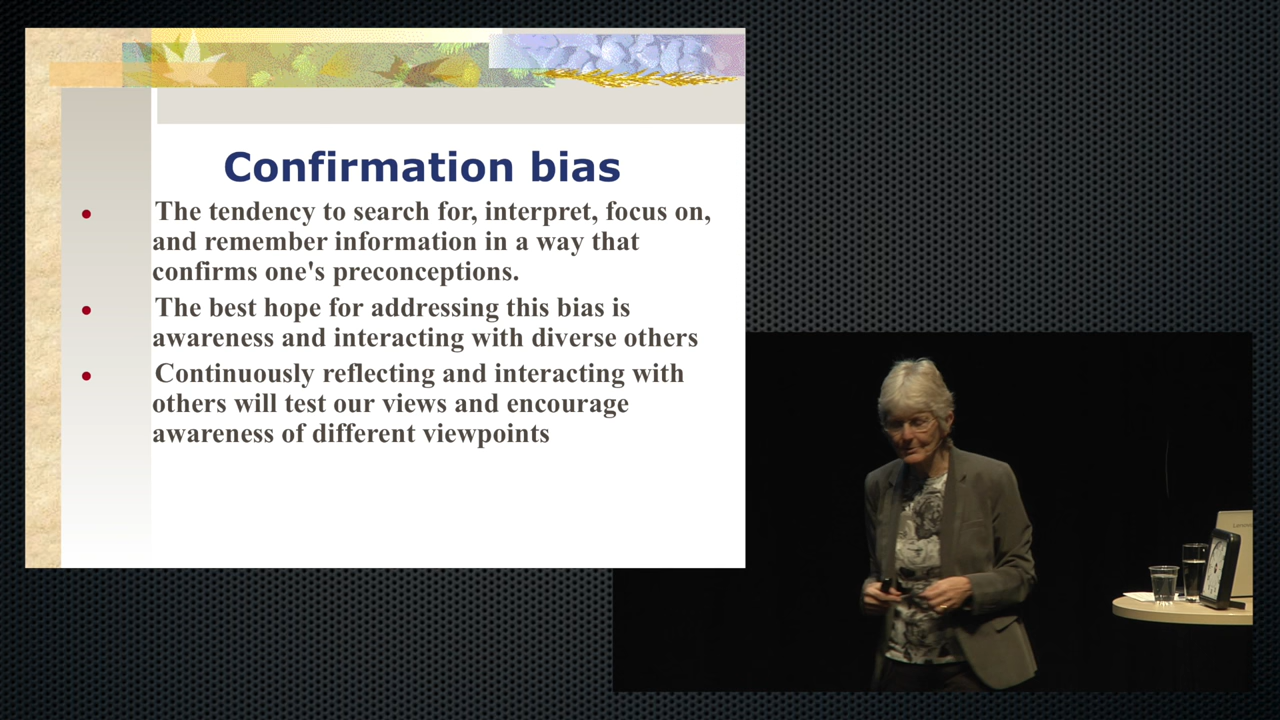 Confirmation bias
• The tendency to search for, interpret, focus on,
and remember information in a way that
confirms one's preconceptions.
• The best hope for addressing this bias is
awareness and interacting with diverse others
• Continuously reflecting and interacting with
others will test our views and encourage
awareness of different viewpoints